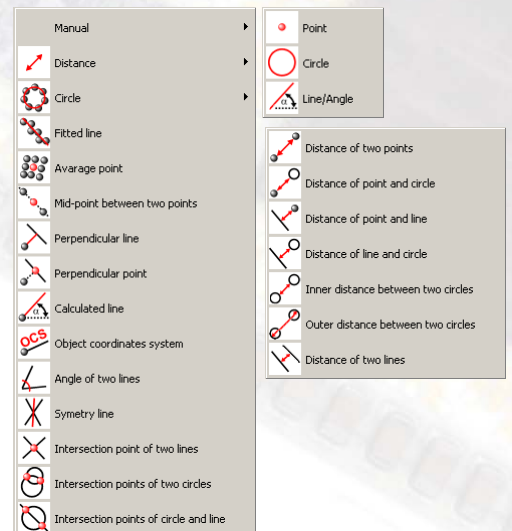 Manual
Distance
Circle
Fitted line
Avarage point
Mid-point between two points
Perpendicular line
Perpendicular point
α
Calculated line
OCS
Object coordinates system
Angle of two lines
Symetry line
Intersection point of two lines
Intersection points of two circles
Intersection points of circle and line
Point
Circle
α
Line/Angle
Distance of two points
Distance of point and circle
Distance of point and line
Distance of line and circle
Inner distance between two circles
Outer distance between two circles
Distance of two lines